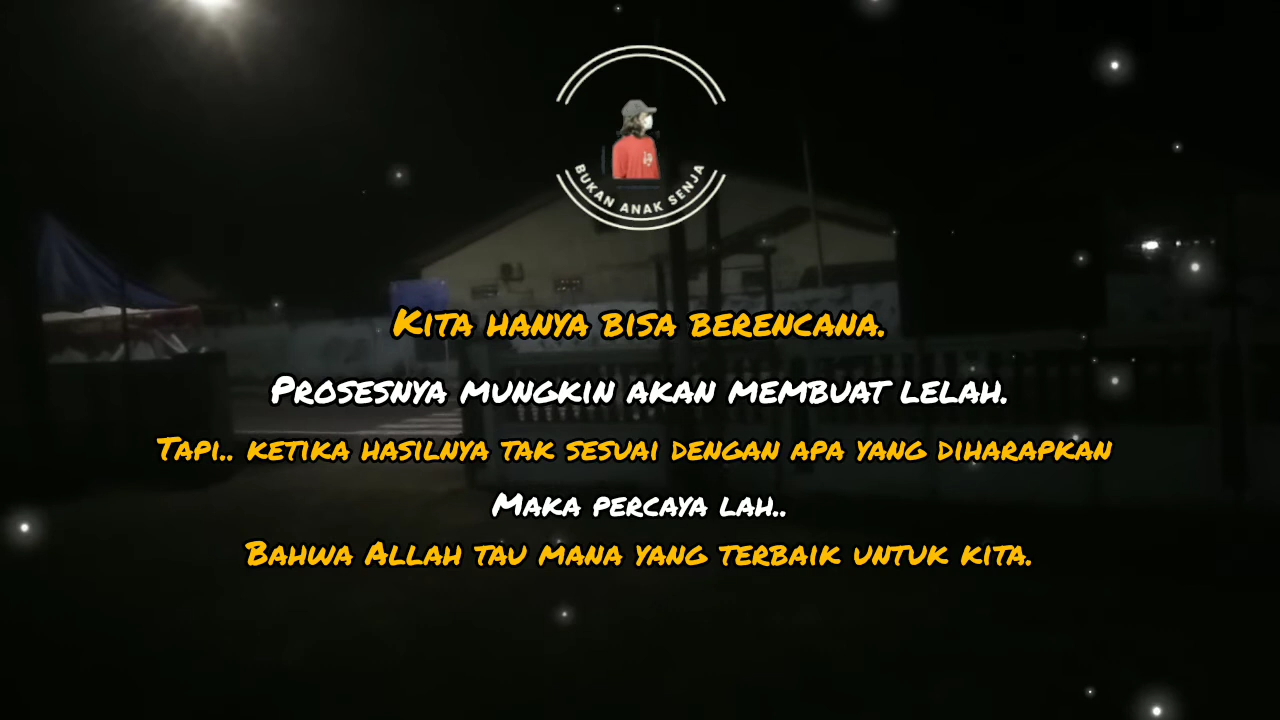 BUKAN ANAK SENJA
Kita hanya bisa berencana.
Prosesnya mungkin akan membuat lelah.
Tapi.. ketika hasilnya tak sesuai dengan apa yang diharapkan
Maka percaya lah..
Bahwa Allah tau mana yang terbaik untuk kita.